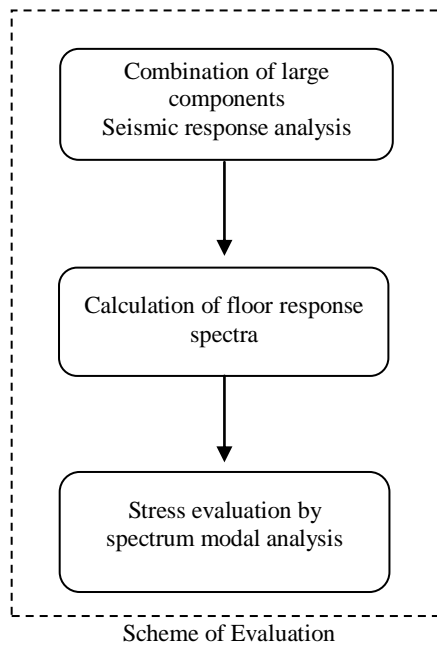 Combination of large
components
Seismic response analysis
Calculation of floor response
spectra
Stress evaluation by
spectrum modal analysis
Scheme of Evaluation